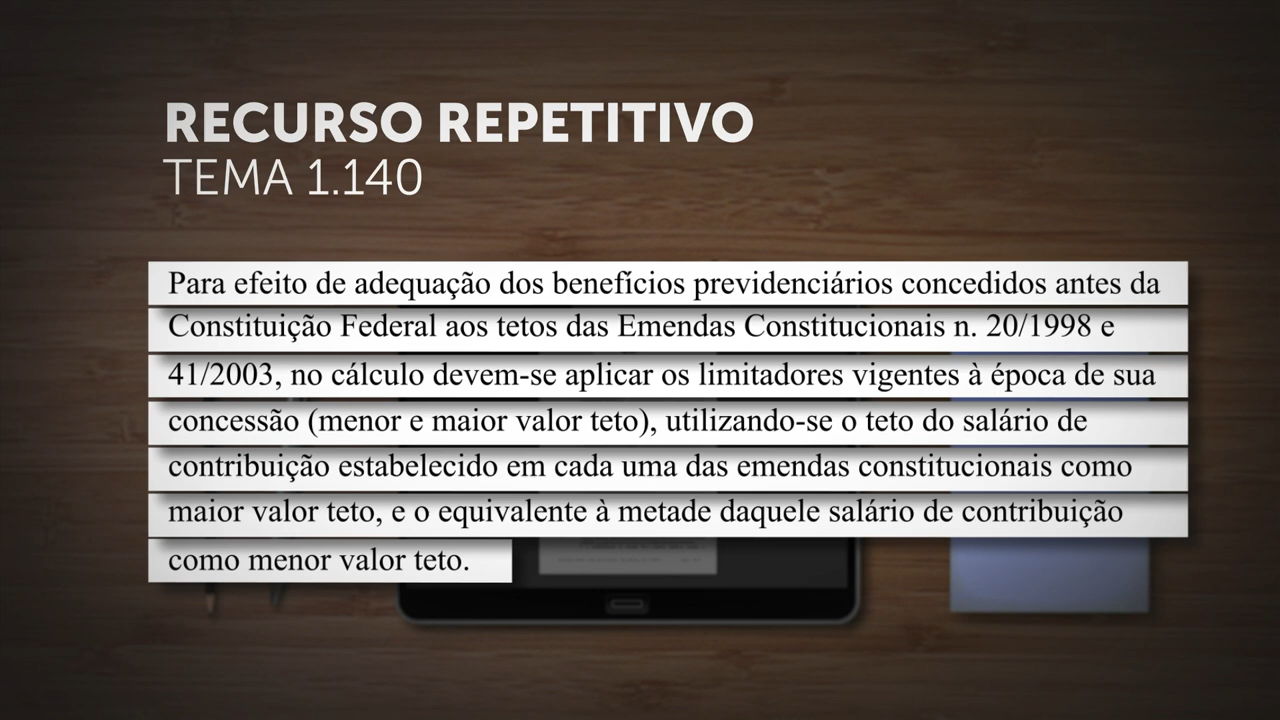 RECURSO REPETITIVO
TEMA 1.140
Para efeito de adequação dos benefícios previdenciários concedidos antes da
Constituição Federal aos tetos das Emendas Constitucionais n. 20/1998 e
41/2003, no cálculo devem-se aplicar os limitadores vigentes à época de sua
concessão (menor e maior valor teto), utilizando-se o teto do salário de
contribuição estabelecido em cada uma das emendas constitucionais como
maior valor teto, e o equivalente à metade daquele salário de contribuição
como menor valor teto.